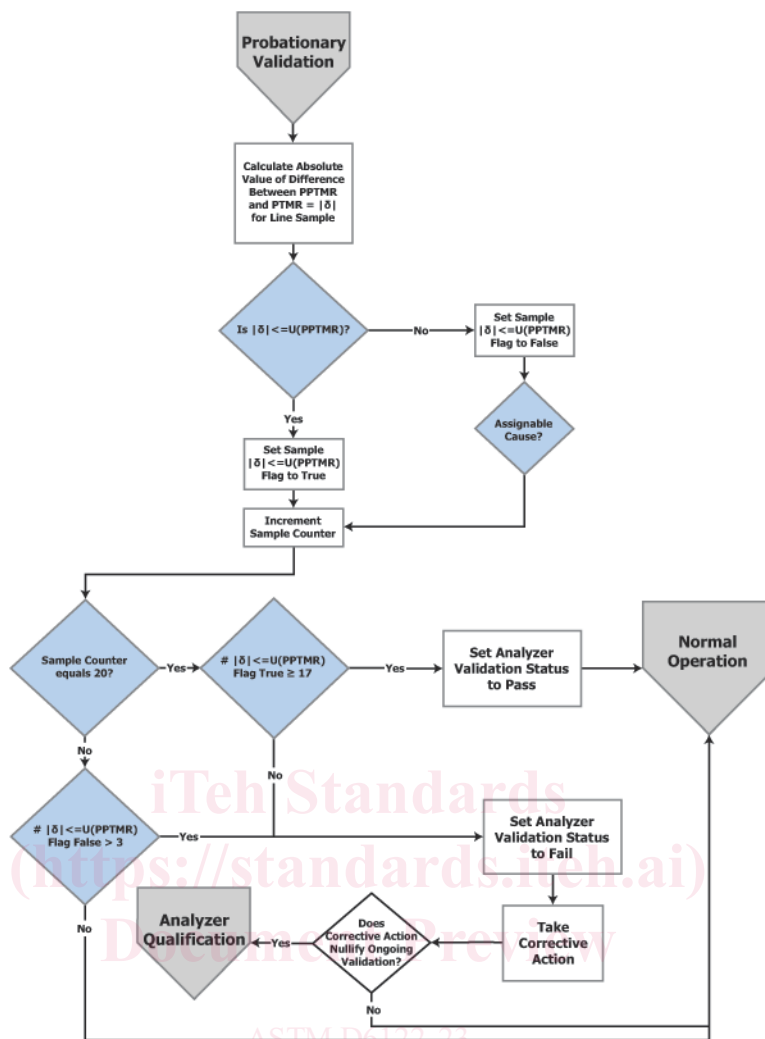 Probationary
Validation
Calculate Absolute
Value of Difference
Between PPTMR
and PTMR = |δ|
for Line Sample
Is |δ|<=U(PPTMR)?
No
Set Sample
|δ|<=U(PPTMR)
Flag to False
Assignable
Cause?
Yes
Set Sample
|δ|<=U(PPTMR)
Flag to True
Increment
Sample Counter
Sample Counter
equals 20?
Yes
# |δ|<=U(PPTMR)
Flag True ≥ 17
Yes
Set Analyzer
Validation Status
to Pass
Normal
Operation
No
No
# |δ|<=U(PPTMR)
Flag False > 3
Yes
Set Analyzer
Validation Status
to Fail
iTeh Standards
(https://standards.iteh.ai)
Document Preview
Analyzer
Qualification
Yes
Does
Corrective Action
Nullify Ongoing
Validation?
Take
Corrective
Action
No
No
ASTM D6122-23